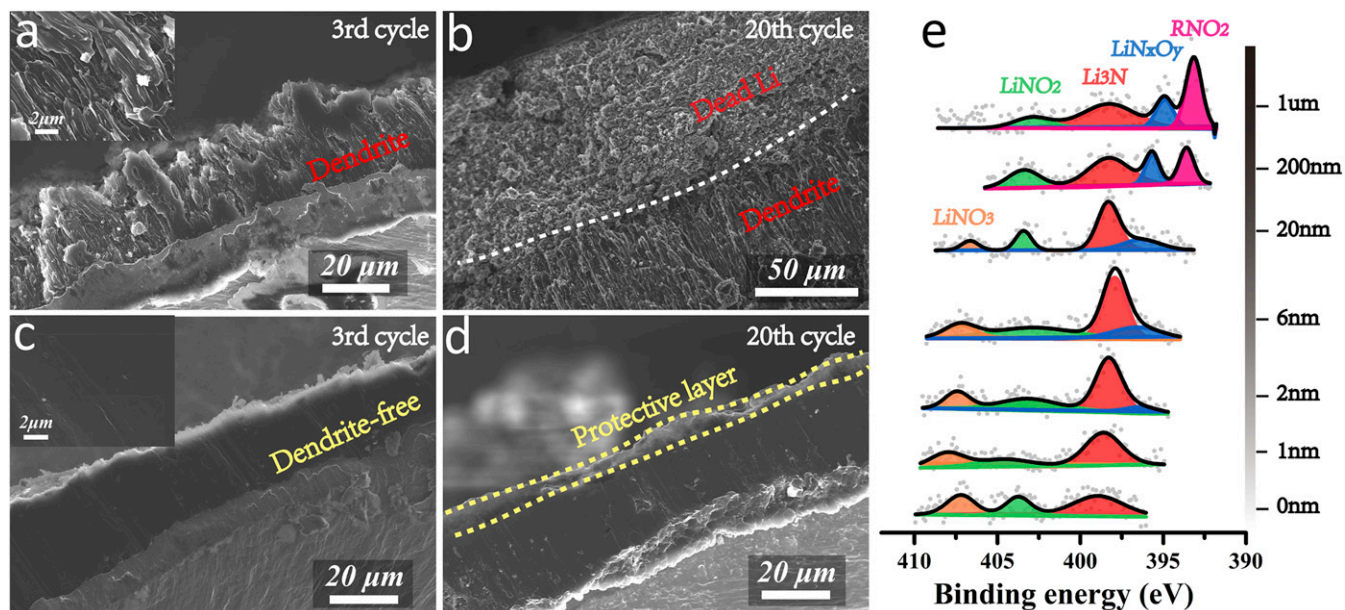 a
3rd cycle
2µm
Dendrite
20 µm
b
20th cycle
Dead Li
Dendrite
50 µm
c
3rd cycle
2µm
Dendrite-free
20 µm
d
20th cycle
Protective layer
20 µm
e
RNO2
LiNxOy
LiNO2
Li3N
1um
200nm
LiNO3
20nm
6nm
2nm
1nm
0nm
410 405 400 395 390
Binding energy (eV)